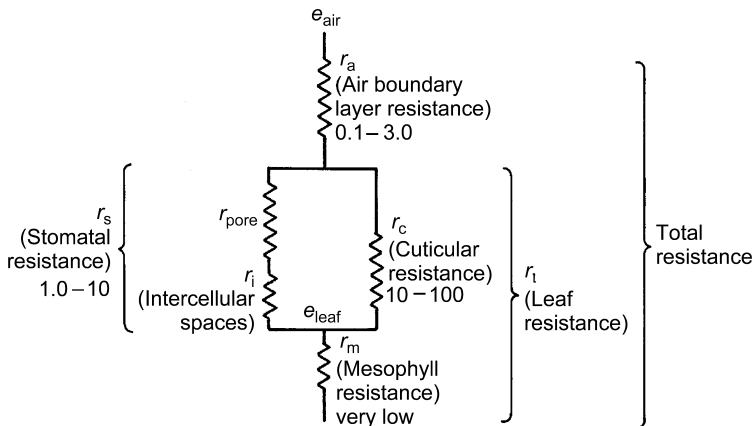 e_air
r_a
(Air boundary
layer resistance)
0.1–3.0
r_s
(Stomatal
resistance)
1.0–10
r_pore
r_i
(Intercellular
spaces)
r_c
(Cuticular
resistance)
10–100
e_leaf
r_m
(Mesophyll
resistance)
very low
r_t
(Leaf
resistance)
Total
resistance